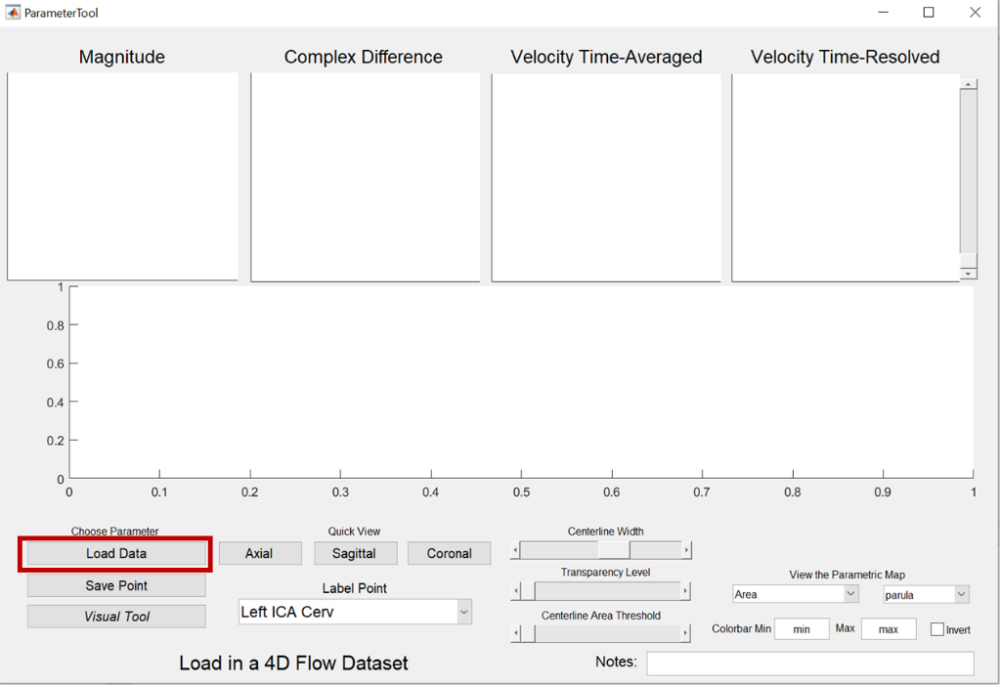 ParameterTool
Magnitude Complex Difference Velocity Time-Averaged Velocity Time-Resolved
1
0.8
0.6
0.4
0.2
0
0 0.1 0.2 0.3 0.4 0.5 0.6 0.7 0.8 0.9 1
Choose Parameter Quick View Centerline Width
Load Data Axial Sagittal Coronal
Transparency Level
View the Parametric Map
Save Point Label Point Area parula
Left ICA Cerv
Visual Tool Centerline Area Threshold
Colorbar Min min Max max Invert
Load in a 4D Flow Dataset Notes: